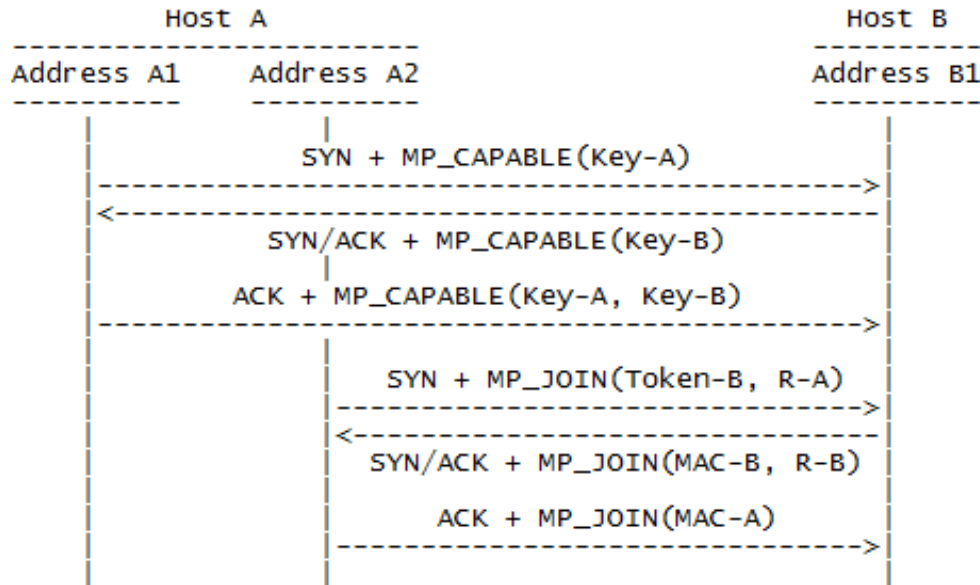 Host A Host B
Address A1 Address A2 Address B1
SYN + MP_CAPABLE(Key-A)
SYN/ACK + MP_CAPABLE(Key-B)
ACK + MP_CAPABLE(Key-A, Key-B)
SYN + MP_JOIN(Token-B, R-A)
SYN/ACK + MP_JOIN(MAC-B, R-B)
ACK + MP_JOIN(MAC-A)